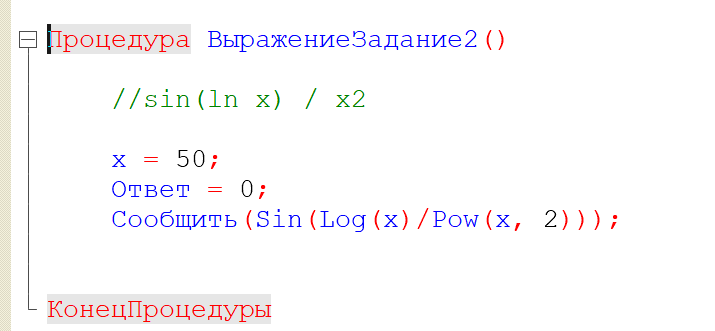 Процедура ВыражениеЗадание2()
//sin(ln x) / x2
x = 50;
Ответ = 0;
Сообщить(Sin(Log(x)/Pow(x, 2)));
КонецПроцедуры